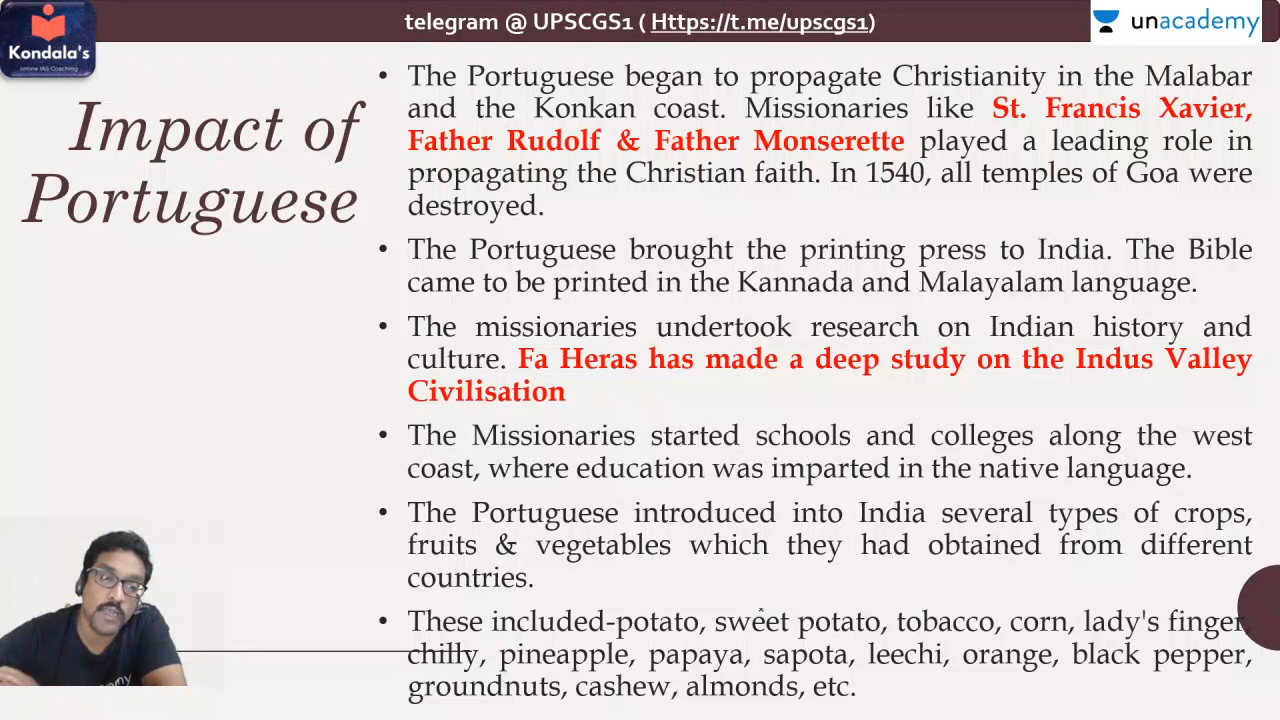 telegram @ UPSCGS1 ( Https://t.me/upscgs1)
unacademy
Kondala's
online IAS Coaching
Impact of
Portuguese
• The Portuguese began to propagate Christianity in the Malabar
and the Konkan coast. Missionaries like St. Francis Xavier,
Father Rudolf & Father Monserette played a leading role in
propagating the Christian faith. In 1540, all temples of Goa were
destroyed.
• The Portuguese brought the printing press to India. The Bible
came to be printed in the Kannada and Malayalam language.
• The missionaries undertook research on Indian history and
culture. Fa Heras has made a deep study on the Indus Valley
Civilisation
• The Missionaries started schools and colleges along the west
coast, where education was imparted in the native language.
• The Portuguese introduced into India several types of crops,
fruits & vegetables which they had obtained from different
countries.
• These included-potato, sweet potato, tobacco, corn, lady's finger,
chilly, pineapple, papaya, sapota, leechi, orange, black pepper,
groundnuts, cashew, almonds, etc.